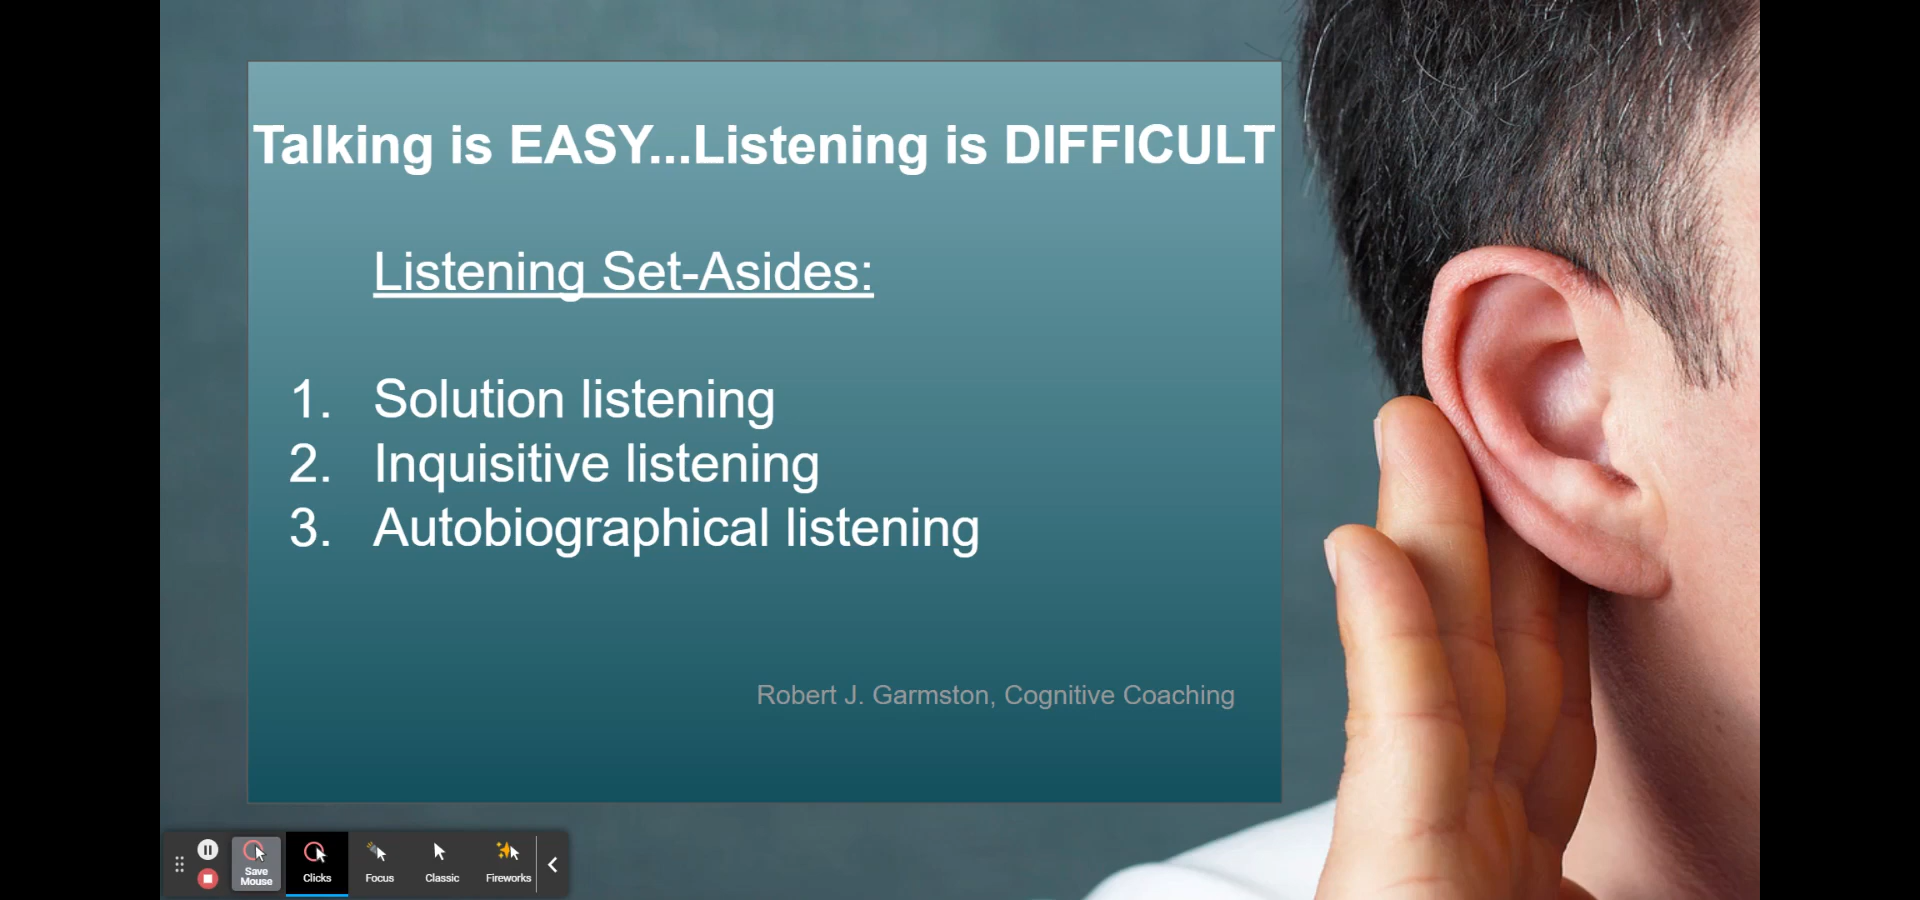 Talking is EASY...Listening is DIFFICULT
Listening Set-Asides:
1. Solution listening
2. Inquisitive listening
3. Autobiographical listening
Robert J. Garmston, Cognitive Coaching
Save
Mouse
Clicks
Focus
Classic
Fireworks